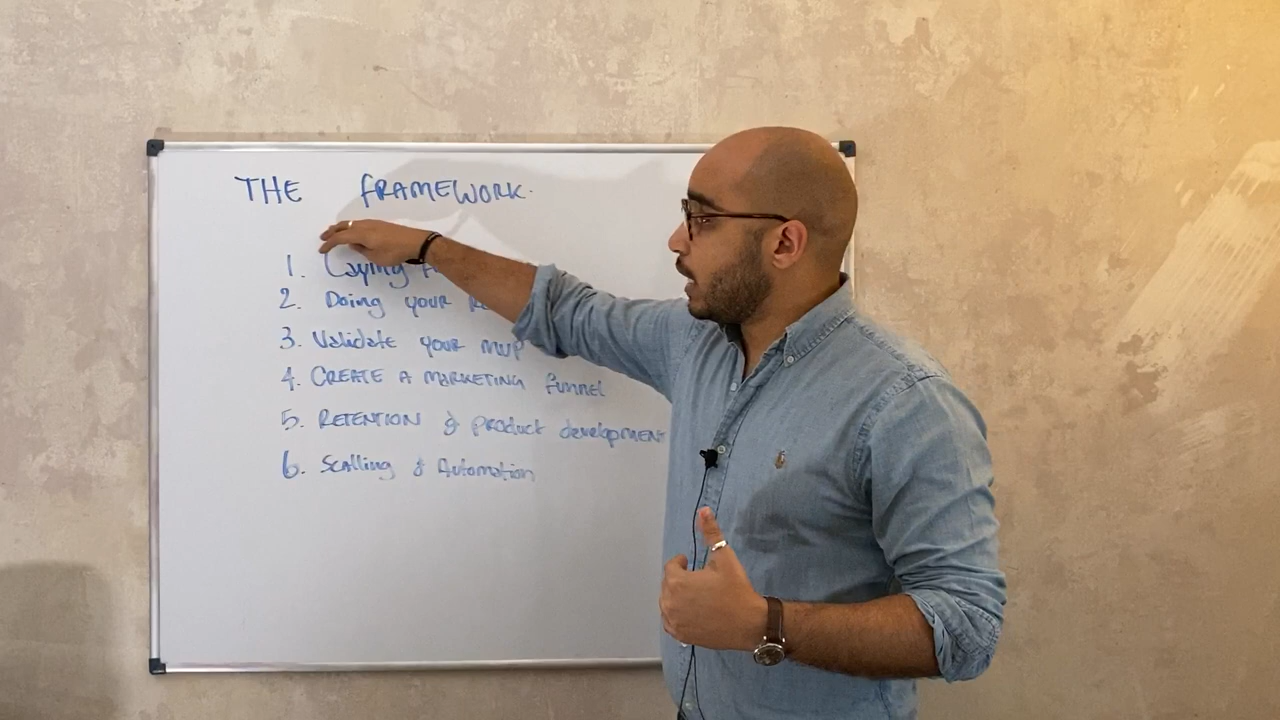 THE FRAMEWORK.
1. Laying
2. Doing your
3. Validate your MVP
4. CREATE A MARKETING funnel
5. RETENTION & product development
6. Scalling & Automation